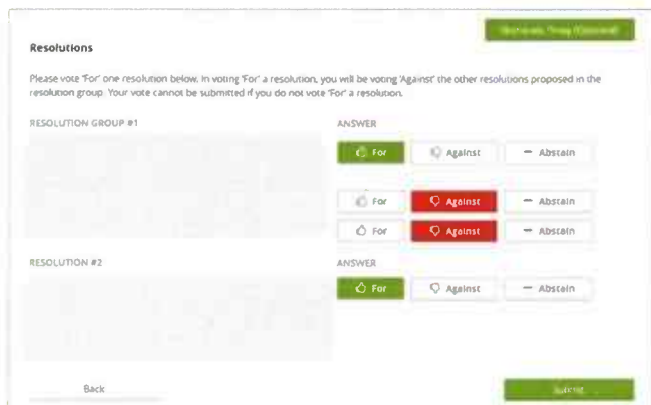 Resolutions
Please vote 'For' one resolution below. In voting 'For' a resolution, you will be voting 'Against' the other resolutions proposed in the
resolution group. Your vote cannot be submitted if you do not vote 'For' a resolution.
RESOLUTION GROUP #1 ANSWER
For Against Abstain
For Against Abstain
For Against Abstain
RESOLUTION #2 ANSWER
For Against Abstain
Back Submit